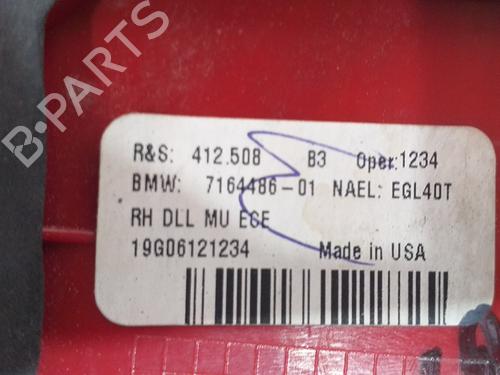 B-PARTS
R&S: 412.508 B3 Oper:1234
BMW: 7164486-01 NAEL: EGL40T
RH DLL MU ECE
19G06121234 Made in USA